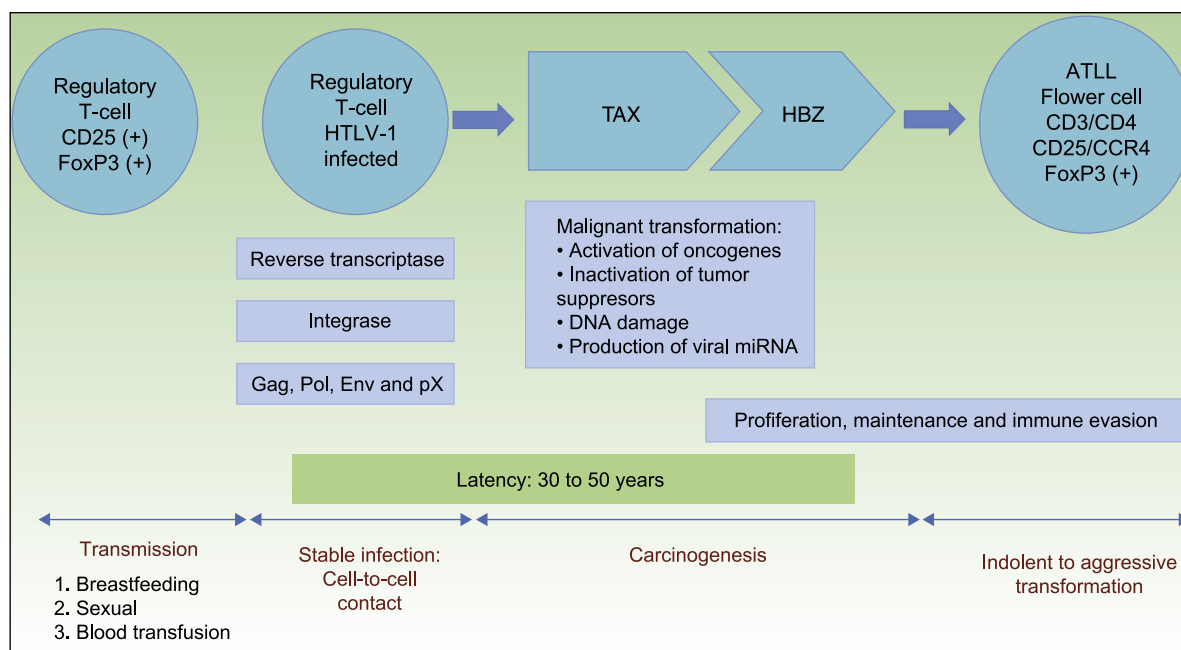 Regulatory
T-cell
CD25 (+)
FoxP3 (+)
Regulatory
T-cell
HTLV-1
infected
TAX
HBZ
ATLL
Flower cell
CD3/CD4
CD25/CCR4
FoxP3 (+)
Reverse transcriptase
Integrase
Gag, Pol, Env and pX
Malignant transformation:
• Activation of oncogenes
• Inactivation of tumor
suppresors
• DNA damage
• Production of viral miRNA
Profiferation, maintenance and immune evasion
Latency: 30 to 50 years
Transmission
1. Breastfeeding
2. Sexual
3. Blood transfusion
Stable infection:
Cell-to-cell
contact
Carcinogenesis
Indolent to aggressive
transformation